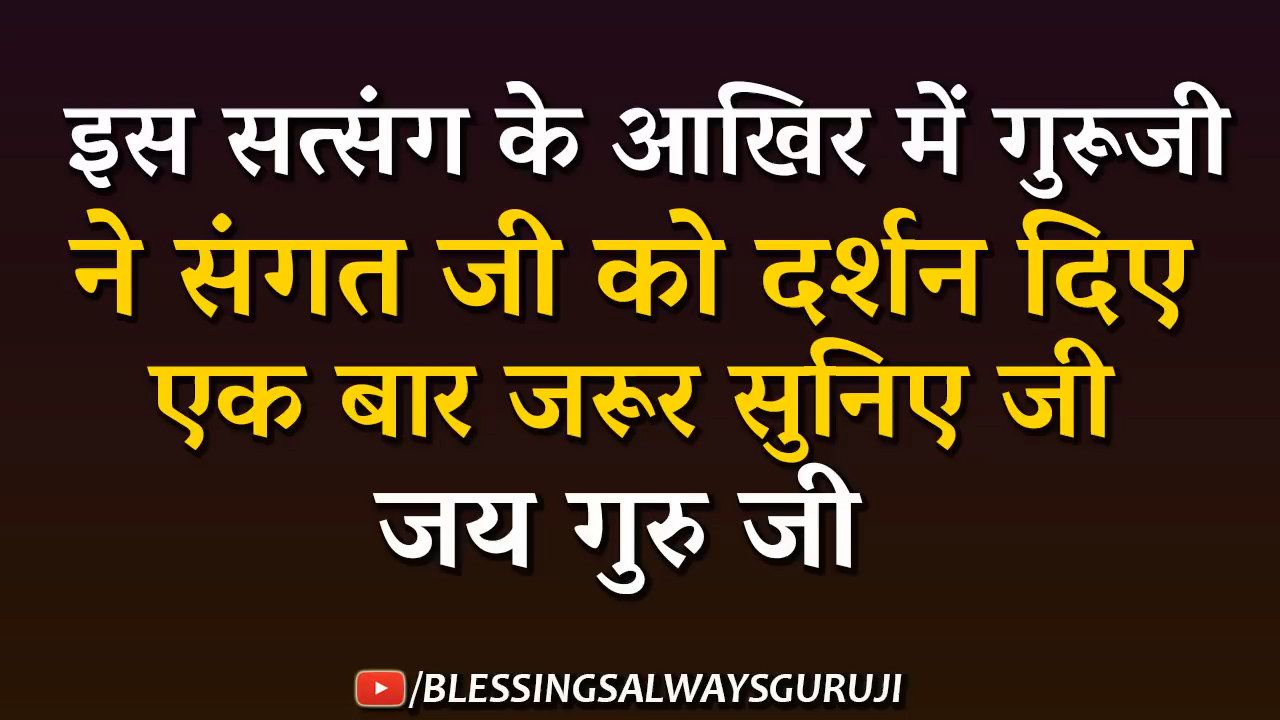 इस सत्संग के आखिर में गुरूजी
ने संगत जी को दर्शन दिए
एक बार जरूर सुनिए जी
जय गुरु जी
/BLESSINGSALWAYSGURUJI